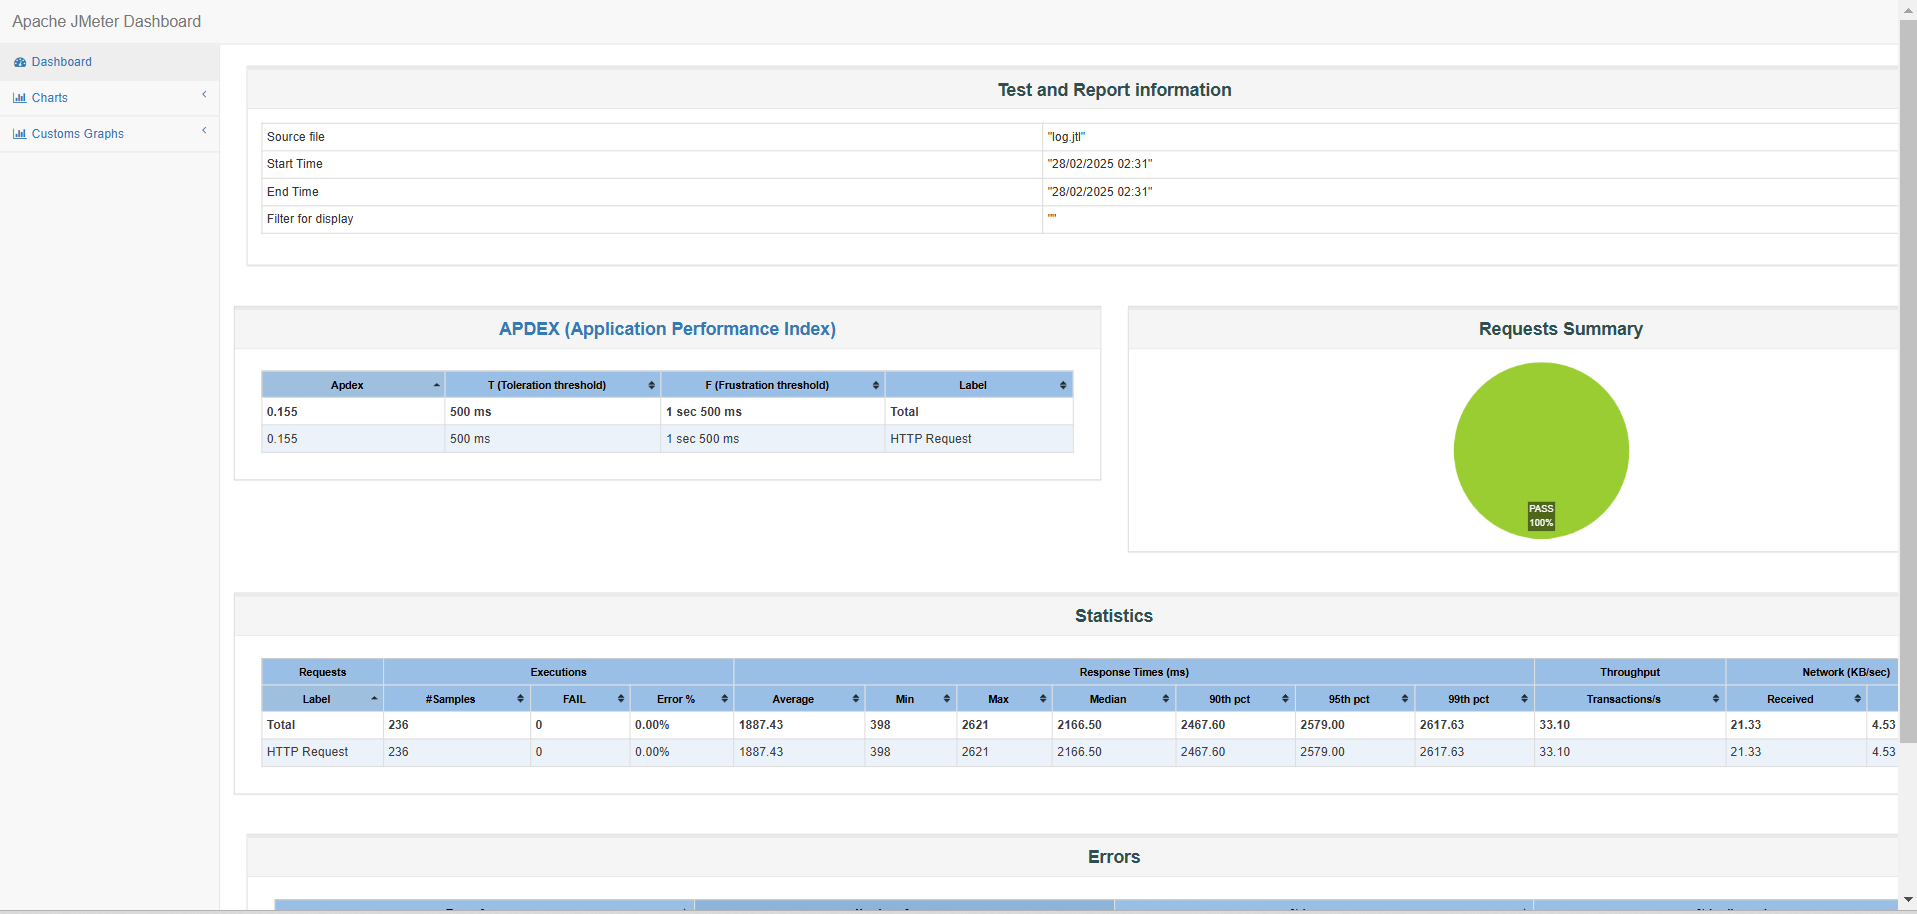 Apache JMeter Dashboard
Dashboard
Charts
Customs Graphs
Test and Report information
Source file "log.jtl"
Start Time "28/02/2025 02:31"
End Time "28/02/2025 02:31"
Filter for display ""
APDEX (Application Performance Index)
Apdex T (Toleration threshold) F (Frustration threshold) Label
0.155 500 ms 1 sec 500 ms Total
0.155 500 ms 1 sec 500 ms HTTP Request
Requests Summary
PASS
100%
Statistics
Requests Executions Response Times (ms) Throughput Network (KB/sec)
Label #Samples FAIL Error % Average Min Max Median 90th pct 95th pct 99th pct Transactions/s Received
Total 236 0 0.00% 1887.43 398 2621 2166.50 2467.60 2579.00 2617.63 33.10 21.33 4.53
HTTP Request 236 0 0.00% 1887.43 398 2621 2166.50 2467.60 2579.00 2617.63 33.10 21.33 4.53
Errors